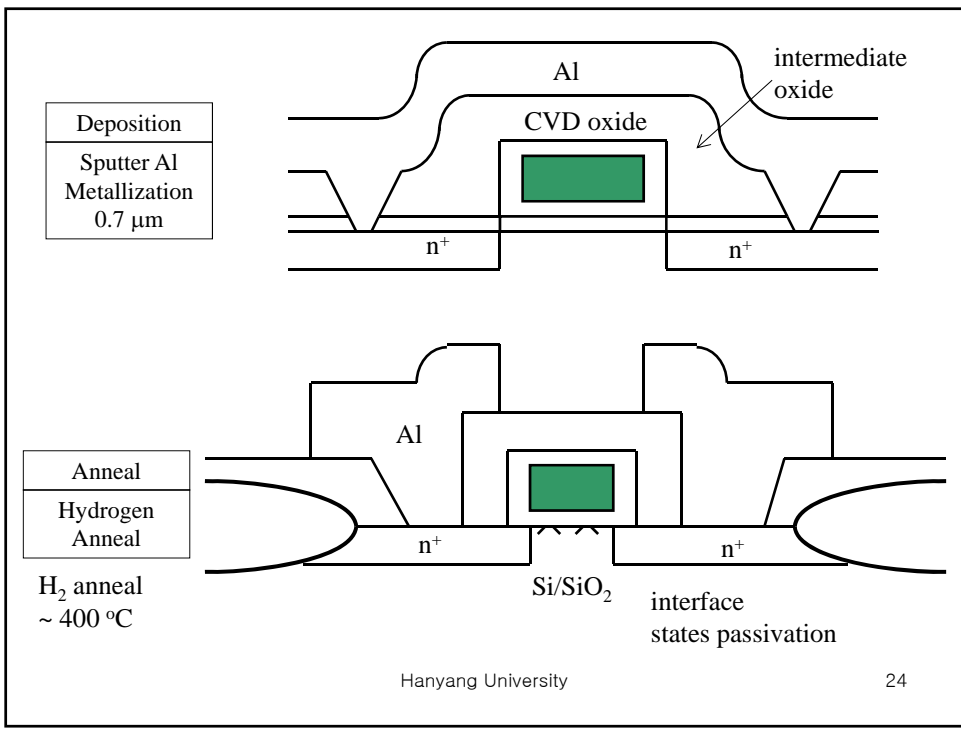 Deposition
Sputter Al
Metallization
0.7 μm
Al
intermediate
oxide
CVD oxide
n⁺
n⁺
Anneal
Hydrogen
Anneal
H₂ anneal
~ 400 °C
Al
n⁺
n⁺
Si/SiO₂
interface
states passivation
Hanyang University
24